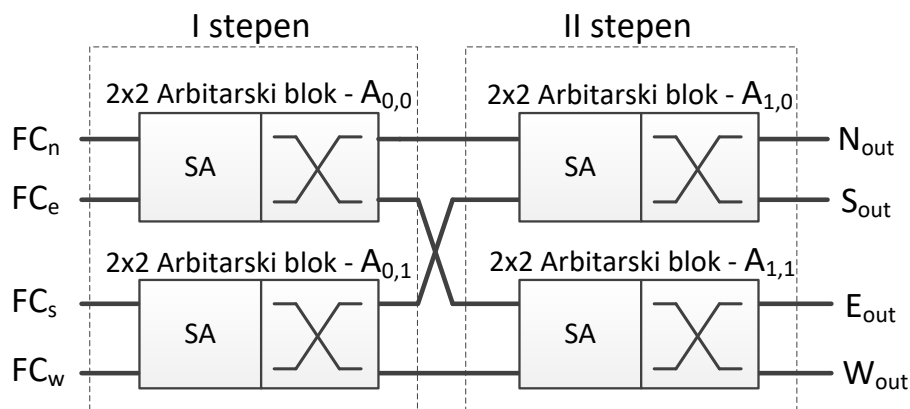 I stepen
II stepen
2x2 Arbitarski blok - A0,0
2x2 Arbitarski blok - A1,0
FCn
SA
SA
Nout
FCe
Sout
2x2 Arbitarski blok - A0,1
2x2 Arbitarski blok - A1,1
FCs
SA
SA
Eout
FCw
Wout